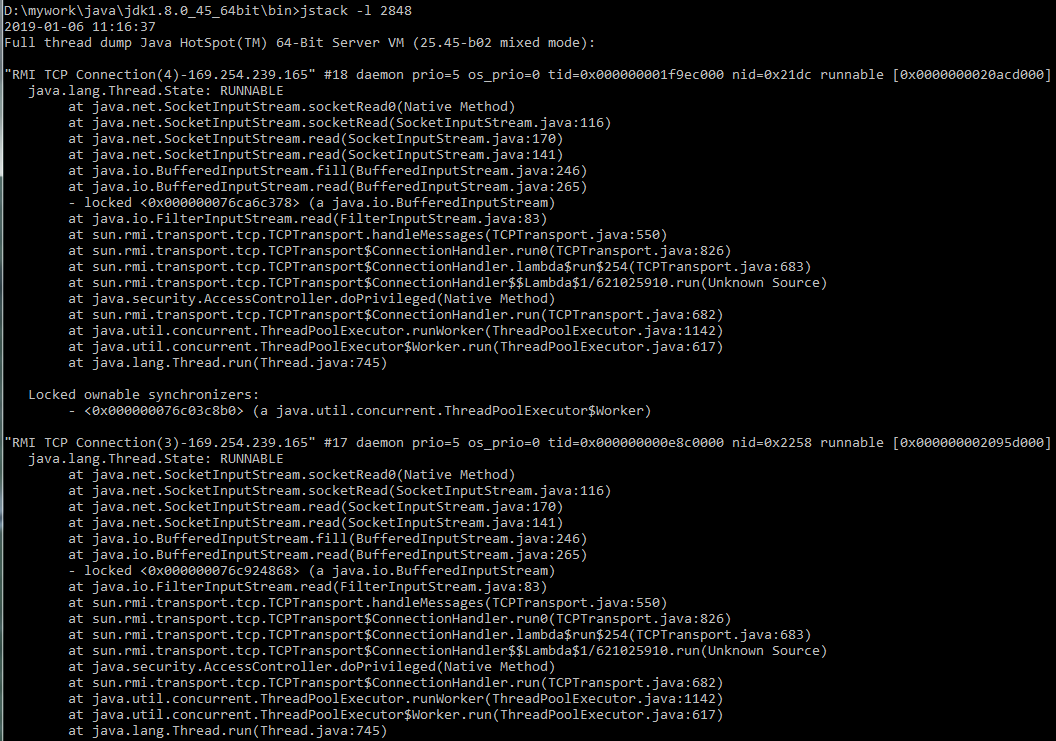 D:\mywork\java\jdk1.8.0_45_64bit\bin>jstack -l 2848
2019-01-06 11:16:37
Full thread dump Java HotSpot(TM) 64-Bit Server VM (25.45-b02 mixed mode):

"RMI TCP Connection(4)-169.254.239.165" #18 daemon prio=5 os_prio=0 tid=0x000000001f9ec000 nid=0x21dc runnable [0x0000000020acd000]
   java.lang.Thread.State: RUNNABLE
        at java.net.SocketInputStream.socketRead0(Native Method)
        at java.net.SocketInputStream.socketRead(SocketInputStream.java:116)
        at java.net.SocketInputStream.read(SocketInputStream.java:170)
        at java.net.SocketInputStream.read(SocketInputStream.java:141)
        at java.io.BufferedInputStream.fill(BufferedInputStream.java:246)
        at java.io.BufferedInputStream.read(BufferedInputStream.java:265)
        - locked <0x000000076ca6c378> (a java.io.BufferedInputStream)
        at java.io.FilterInputStream.read(FilterInputStream.java:83)
        at sun.rmi.transport.tcp.TCPTransport.handleMessages(TCPTransport.java:550)
        at sun.rmi.transport.tcp.TCPTransport$ConnectionHandler.run0(TCPTransport.java:826)
        at sun.rmi.transport.tcp.TCPTransport$ConnectionHandler.lambda$run$254(TCPTransport.java:683)
        at sun.rmi.transport.tcp.TCPTransport$ConnectionHandler$$Lambda$1/621025910.run(Unknown Source)
        at java.security.AccessController.doPrivileged(Native Method)
        at sun.rmi.transport.tcp.TCPTransport$ConnectionHandler.run(TCPTransport.java:682)
        at java.util.concurrent.ThreadPoolExecutor.runWorker(ThreadPoolExecutor.java:1142)
        at java.util.concurrent.ThreadPoolExecutor$Worker.run(ThreadPoolExecutor.java:617)
        at java.lang.Thread.run(Thread.java:745)

   Locked ownable synchronizers:
        - <0x000000076c03c8b0> (a java.util.concurrent.ThreadPoolExecutor$Worker)

"RMI TCP Connection(3)-169.254.239.165" #17 daemon prio=5 os_prio=0 tid=0x000000000e8c0000 nid=0x2258 runnable [0x000000002095d000]
   java.lang.Thread.State: RUNNABLE
        at java.net.SocketInputStream.socketRead0(Native Method)
        at java.net.SocketInputStream.socketRead(SocketInputStream.java:116)
        at java.net.SocketInputStream.read(SocketInputStream.java:170)
        at java.net.SocketInputStream.read(SocketInputStream.java:141)
        at java.io.BufferedInputStream.fill(BufferedInputStream.java:246)
        at java.io.BufferedInputStream.read(BufferedInputStream.java:265)
        - locked <0x000000076c924868> (a java.io.BufferedInputStream)
        at java.io.FilterInputStream.read(FilterInputStream.java:83)
        at sun.rmi.transport.tcp.TCPTransport.handleMessages(TCPTransport.java:550)
        at sun.rmi.transport.tcp.TCPTransport$ConnectionHandler.run0(TCPTransport.java:826)
        at sun.rmi.transport.tcp.TCPTransport$ConnectionHandler.lambda$run$254(TCPTransport.java:683)
        at sun.rmi.transport.tcp.TCPTransport$ConnectionHandler$$Lambda$1/621025910.run(Unknown Source)
        at java.security.AccessController.doPrivileged(Native Method)
        at sun.rmi.transport.tcp.TCPTransport$ConnectionHandler.run(TCPTransport.java:682)
        at java.util.concurrent.ThreadPoolExecutor.runWorker(ThreadPoolExecutor.java:1142)
        at java.util.concurrent.ThreadPoolExecutor$Worker.run(ThreadPoolExecutor.java:617)
        at java.lang.Thread.run(Thread.java:745)